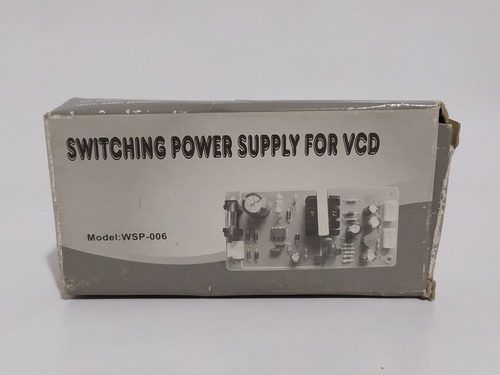 SWITCHING POWER SUPPLY FOR VCD
Model:WSP-006